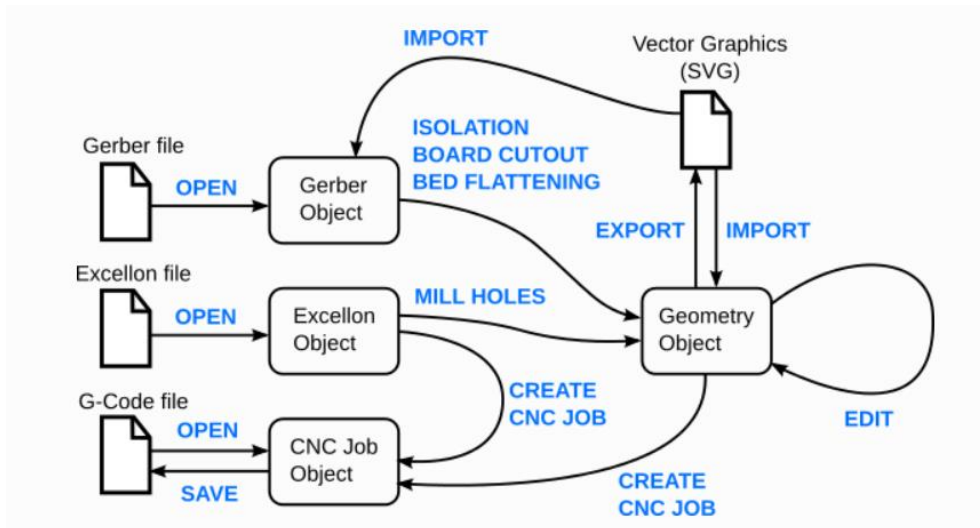 IMPORT
Vector Graphics
(SVG)
Gerber file
OPEN
Gerber
Object
ISOLATION
BOARD CUTOUT
BED FLATTENING
EXPORT
IMPORT
Excellon file
OPEN
Excellon
Object
MILL HOLES
Geometry
Object
CREATE
CNC JOB
EDIT
G-Code file
OPEN
SAVE
CNC Job
Object
CREATE
CNC JOB